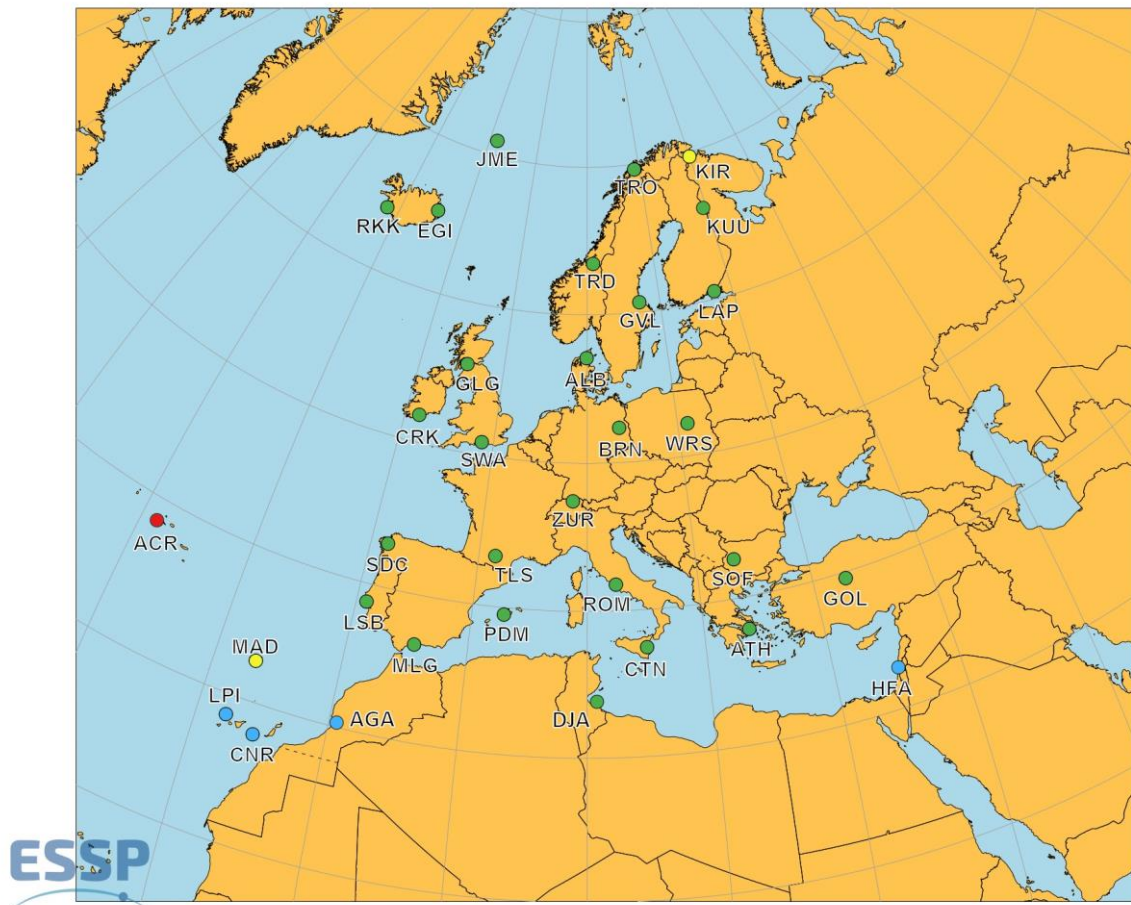 JME
KIR
TRO
RKK
EGI
KUU
TRD
GVL
LAP
GLG
ALB
CRK
SWA
BRN
WRS
ZUR
ACR
SDC
TLS
SOF
ROM
GOL
LSB
PDM
MAD
MLG
CTN
ATH
HFA
LPI
AGA
DJA
CNR
ESSP